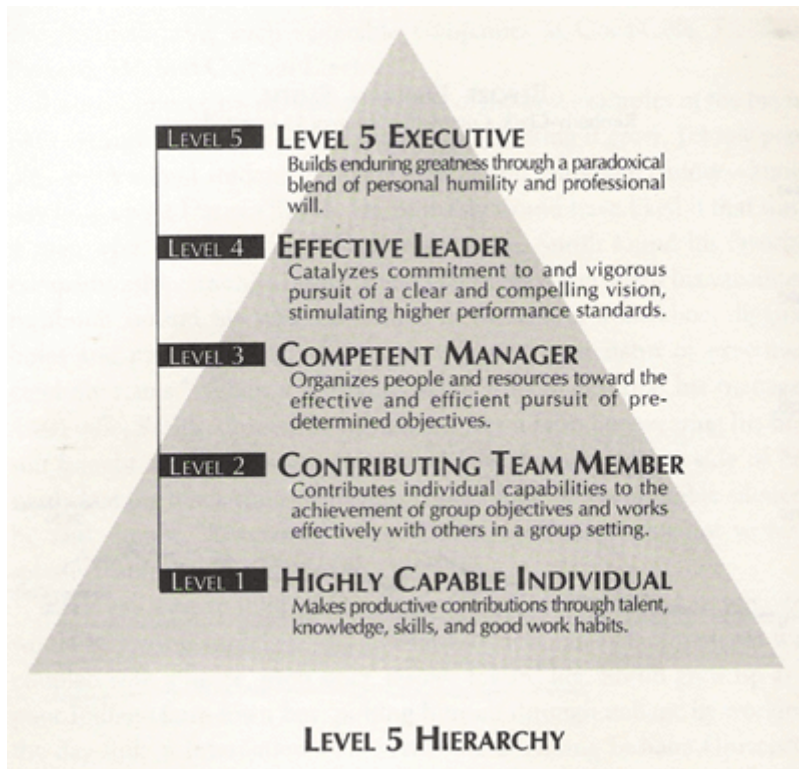 LEVEL 5 LEVEL 5 EXECUTIVE
Builds enduring greatness through a paradoxical
blend of personal humility and professional
will.
LEVEL 4 EFFECTIVE LEADER
Catalyzes commitment to and vigorous
pursuit of a clear and compelling vision,
stimulating higher performance standards.
LEVEL 3 COMPETENT MANAGER
Organizes people and resources toward the
effective and efficient pursuit of pre-
determined objectives.
LEVEL 2 CONTRIBUTING TEAM MEMBER
Contributes individual capabilities to the
achievement of group objectives and works
effectively with others in a group setting.
LEVEL 1 HIGHLY CAPABLE INDIVIDUAL
Makes productive contributions through talent,
knowledge, skills, and good work habits.
LEVEL 5 HIERARCHY